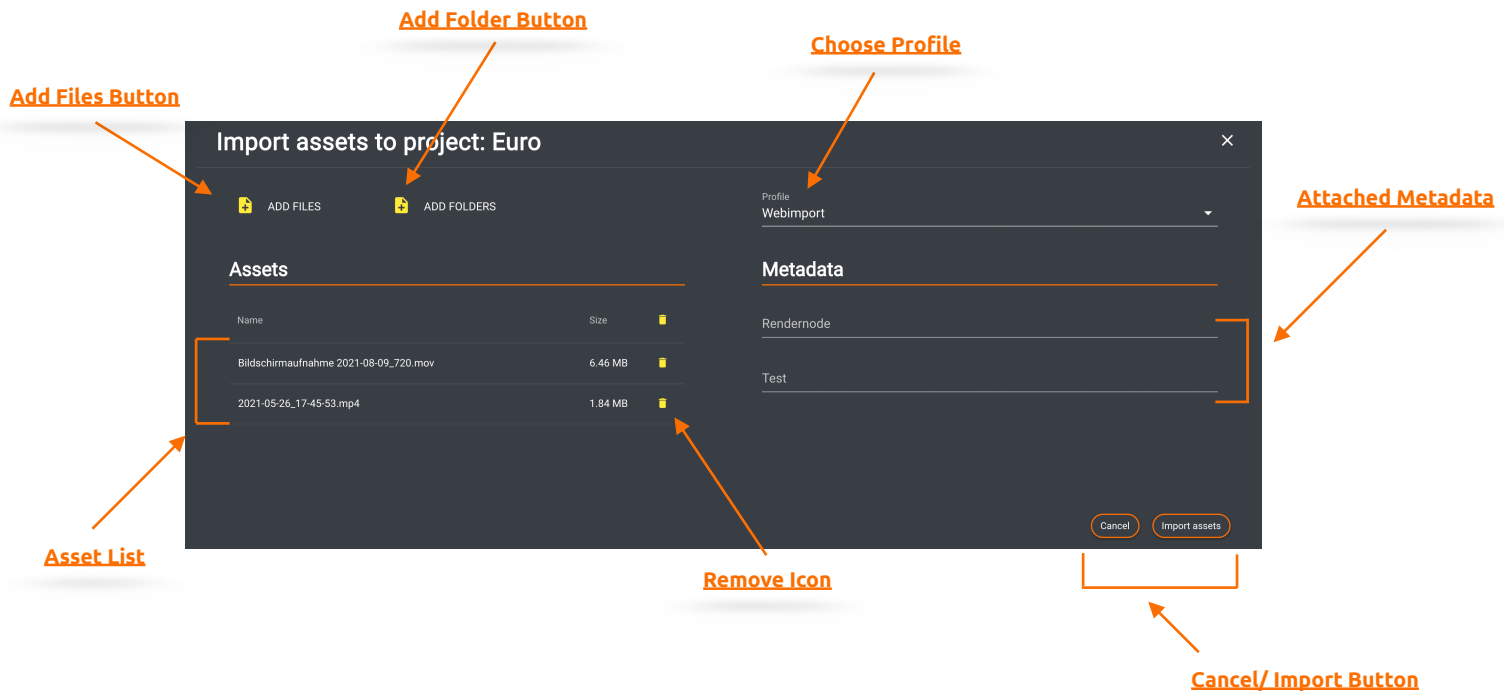 Add Folder Button
Choose Profile
Add Files Button
Import assets to project: Euro
ADD FILES
ADD FOLDERS
Profile
Webimport
Attached Metadata
Assets
Metadata
Name
Size
Rendernode
Bildschirmaufnahme 2021-08-09_720.mov
6.46 MB
Test
2021-05-26_17-45-53.mp4
1.84 MB
Cancel
Import assets
Asset List
Remove Icon
Cancel/ Import Button